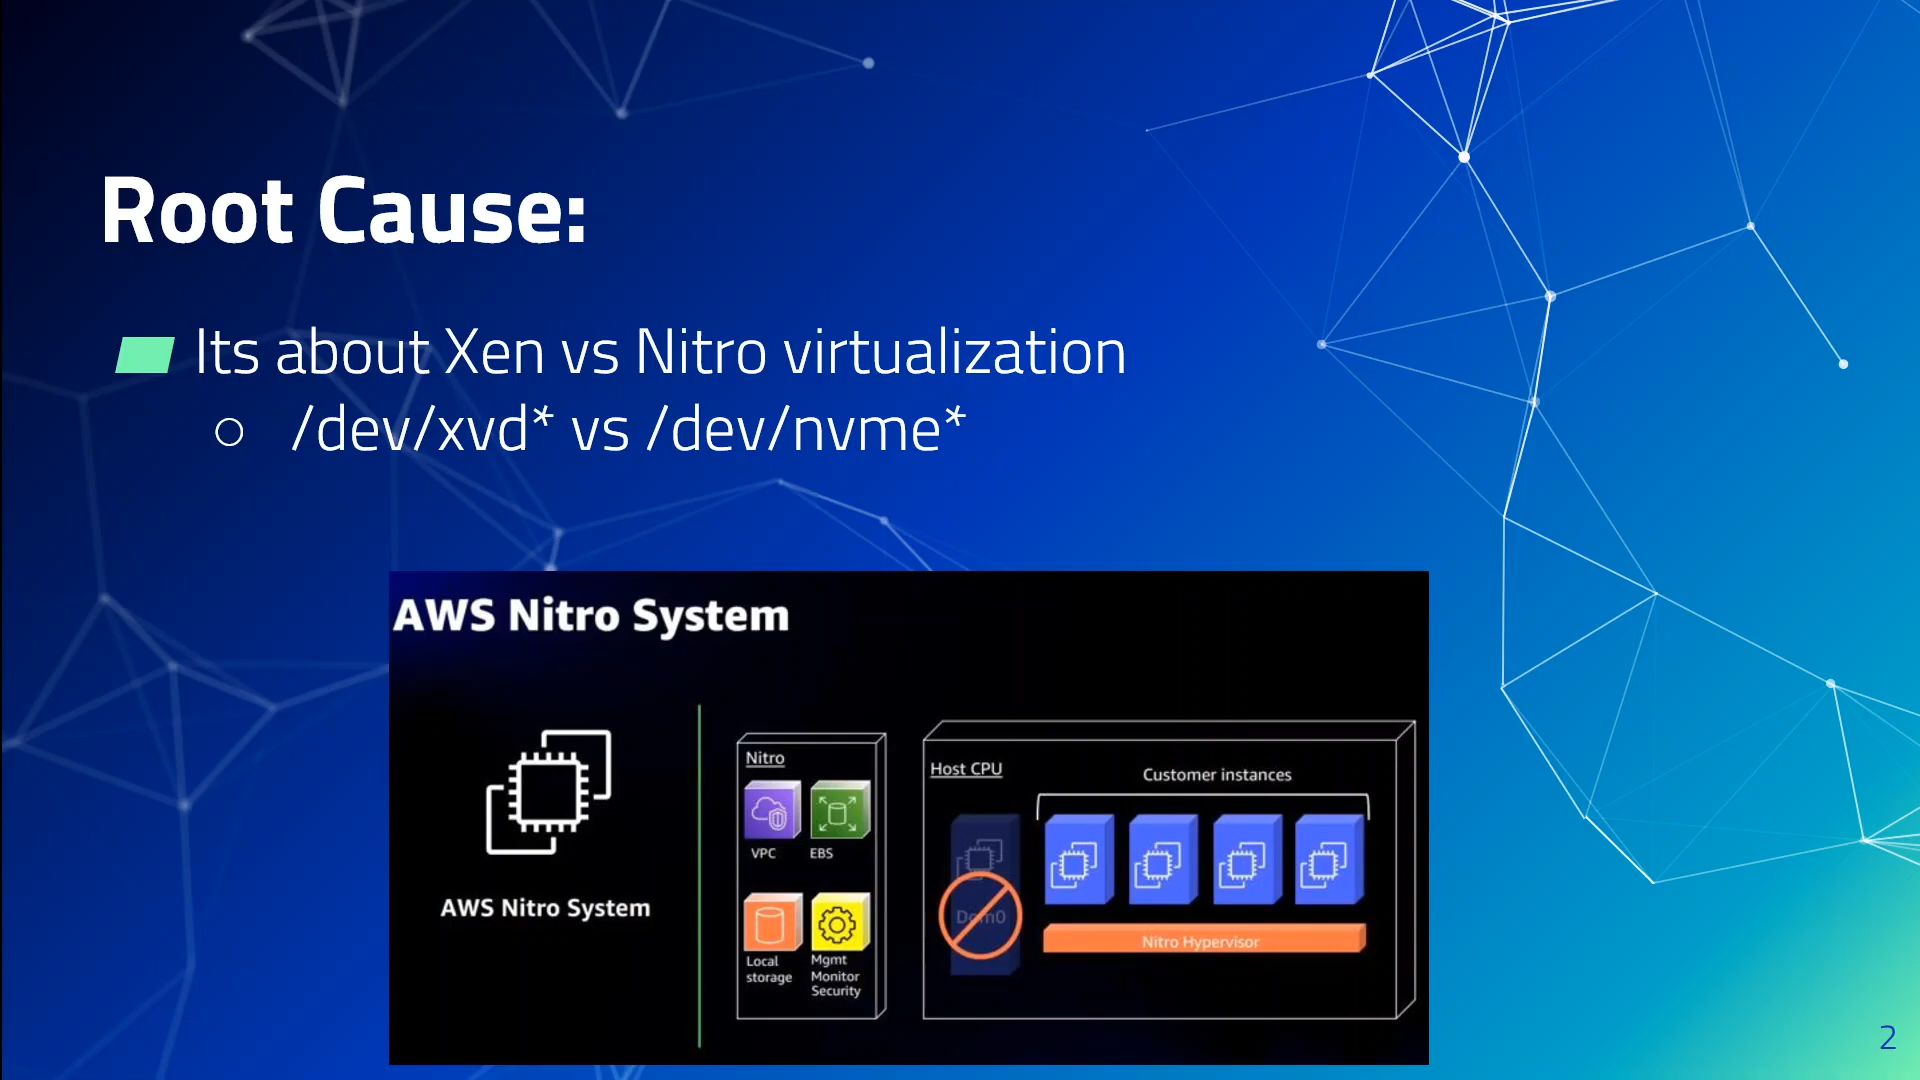 Root Cause:
Its about Xen vs Nitro virtualization
/dev/xvd* vs /dev/nvme*
AWS Nitro System
AWS Nitro System
Nitro
VPC EBS
Local storage
Mgmt Monitor Security
Host CPU
Customer instances
Dom0
Nitro Hypervisor
2